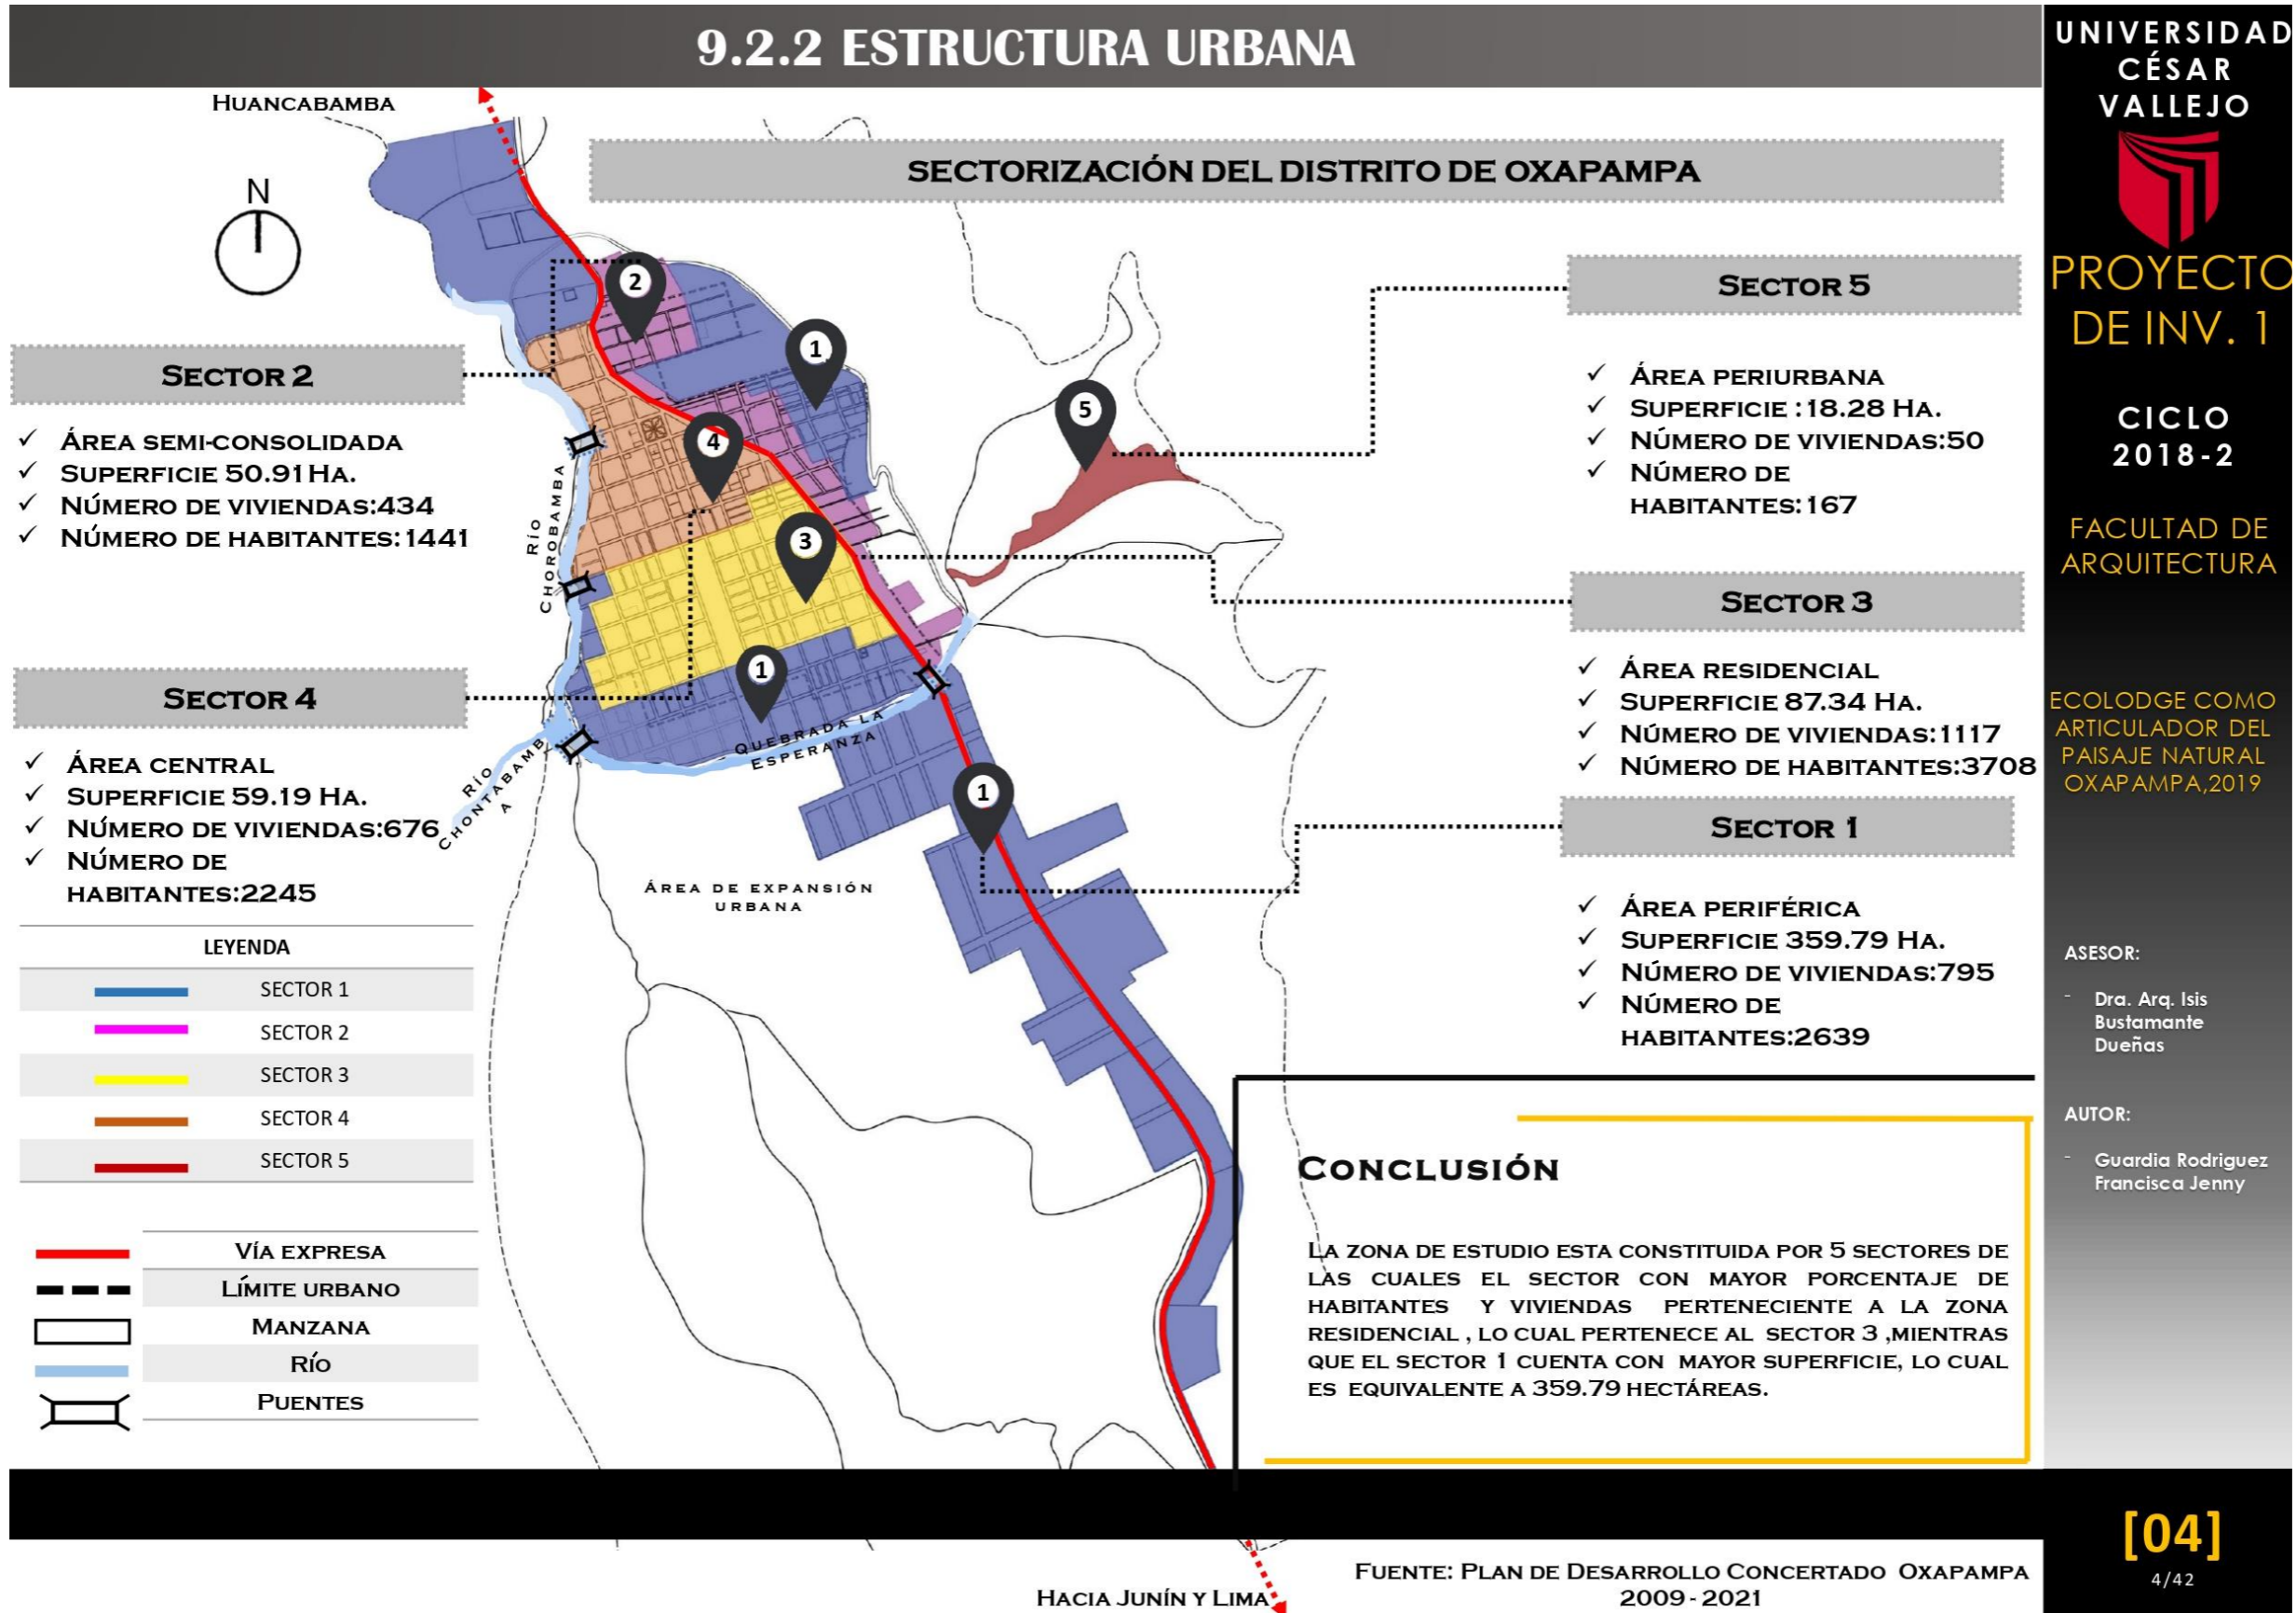 9.2.2 ESTRUCTURA URBANA
HUANCABAMBA
SECTORIZACIÓN DEL DISTRITO DE OXAPAMPA
N
2
1
5
4
3
1
1
SECTOR 2
✓ ÁREA SEMI-CONSOLIDADA
✓ SUPERFICIE 50.91HA.
✓ NÚMERO DE VIVIENDAS:434
✓ NÚMERO DE HABITANTES:1441
SECTOR 4
✓ ÁREA CENTRAL
✓ SUPERFICIE 59.19 HA.
✓ NÚMERO DE VIVIENDAS:676
✓ NÚMERO DE
HABITANTES:2245
RÍO
CHOROBAMBA
RÍO
CHONTABAMB
A
QUEBRADA LA
ESPERANZA
ÁREA DE EXPANSIÓN
URBANA
SECTOR 5
✓ ÁREA PERIURBANA
✓ SUPERFICIE :18.28 HA.
✓ NÚMERO DE VIVIENDAS:50
✓ NÚMERO DE
HABITANTES:167
SECTOR 3
✓ ÁREA RESIDENCIAL
✓ SUPERFICIE 87.34 HA.
✓ NÚMERO DE VIVIENDAS:1117
✓ NÚMERO DE HABITANTES:3708
SECTOR 1
✓ ÁREA PERIFÉRICA
✓ SUPERFICIE 359.79 HA.
✓ NÚMERO DE VIVIENDAS:795
✓ NÚMERO DE
HABITANTES:2639
LEYENDA
SECTOR 1
SECTOR 2
SECTOR 3
SECTOR 4
SECTOR 5
VÍA EXPRESA
LÍMITE URBANO
MANZANA
RÍO
PUENTES
CONCLUSIÓN
LA ZONA DE ESTUDIO ESTA CONSTITUIDA POR 5 SECTORES DE
LAS CUALES EL SECTOR CON MAYOR PORCENTAJE DE
HABITANTES Y VIVIENDAS PERTENECIENTE A LA ZONA
RESIDENCIAL , LO CUAL PERTENECE AL SECTOR 3 ,MIENTRAS
QUE EL SECTOR 1 CUENTA CON MAYOR SUPERFICIE, LO CUAL
ES EQUIVALENTE A 359.79 HECTÁREAS.
HACIA JUNÍN Y LIMA
FUENTE: PLAN DE DESARROLLO CONCERTADO OXAPAMPA
2009-2021
UNIVERSIDAD
CÉSAR
VALLEJO
PROYECTO
DE INV. 1
CICLO
2018-2
FACULTAD DE
ARQUITECTURA
ECOLODGE COMO
ARTICULADOR DEL
PAISAJE NATURAL
OXAPAMPA,2019
ASESOR:
- Dra. Arq. Isis
Bustamante
Dueñas
AUTOR:
- Guardia Rodriguez
Francisca Jenny
[04]
4/42